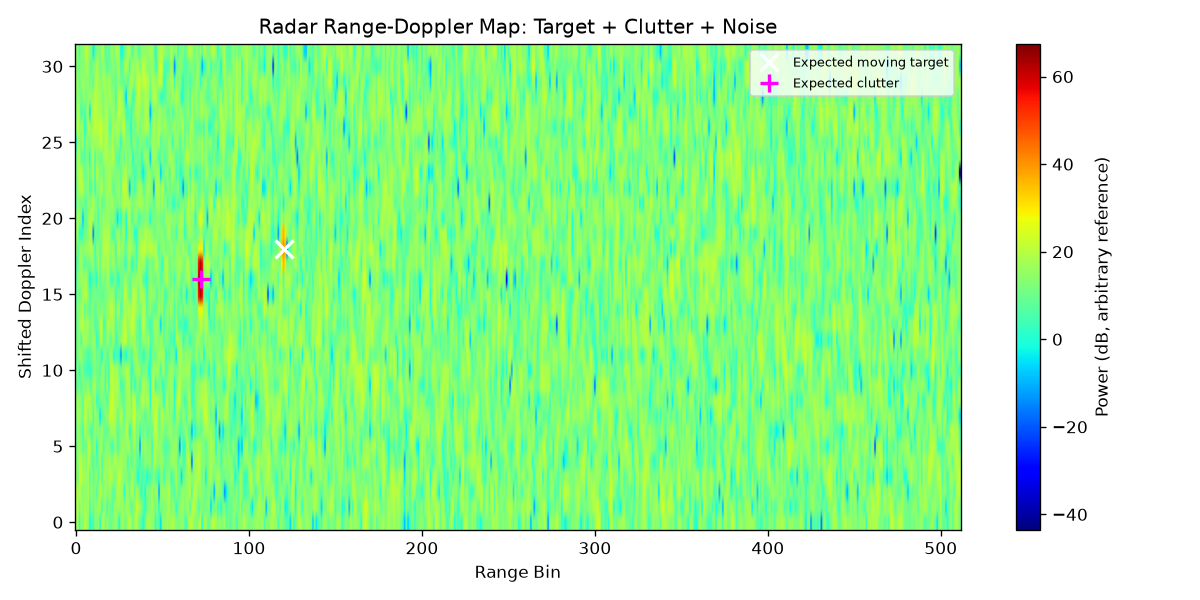 Radar Range-Doppler Map: Target + Clutter + Noise
Expected moving target
Expected clutter
Shifted Doppler Index
30
25
20
15
10
5
0
0 100 200 300 400 500
Range Bin
60
40
20
0
−20
−40
Power (dB, arbitrary reference)